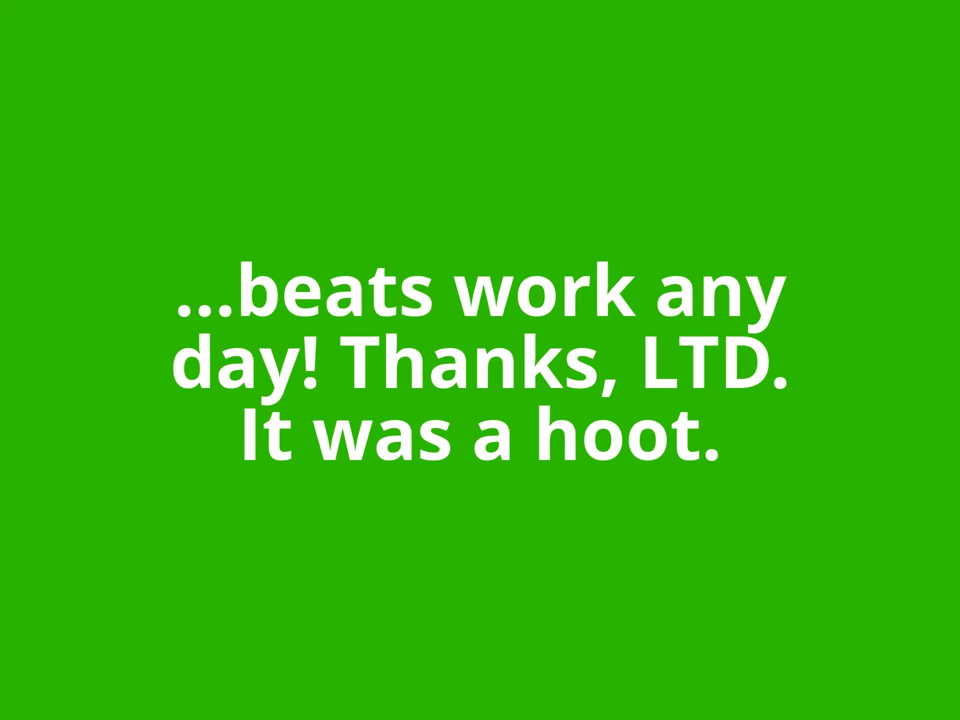 ...beats work any
day! Thanks, LTD.
It was a hoot.